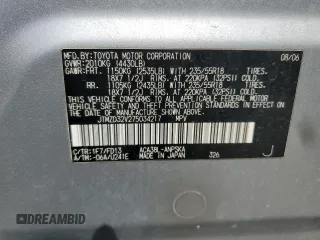 MFD.BY:TOYOTA MOTOR CORPORATION 08/06
GVWR:2010KG (4430LB)
GAWR:FRT. 1150KG (2535LB) WITH 235/55R18 TIRES.
18X7 1/2J RIMS. AT 220KPA (32PSI) COLD
RR. 1105KG (2435LB) WITH 235/55R18 TIRES.
18X7 1/2J RIMS. AT 220KPA (32PSI) COLD
THIS VEHICLE CONFORMS TO ALL APPLICABLE FEDERAL
MOTOR VEHICLE SAFETY AND THEFT PREVENTION
STANDARDS IN EFFECT ON THE DATE OF MANUFACTURE
SHOWN ABOVE.
JTMZD32V275034217 MPV
C/TR:1F7/FD13 ACA38L-ANPSKA
A/TM:-06A/U241E MADE IN JAPAN 326 J